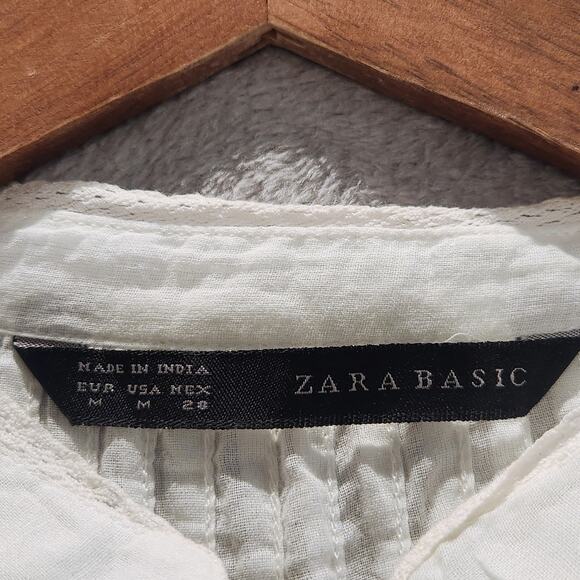 MADE IN INDIA
EUR USA MEX
M M 28
ZARA BASIC